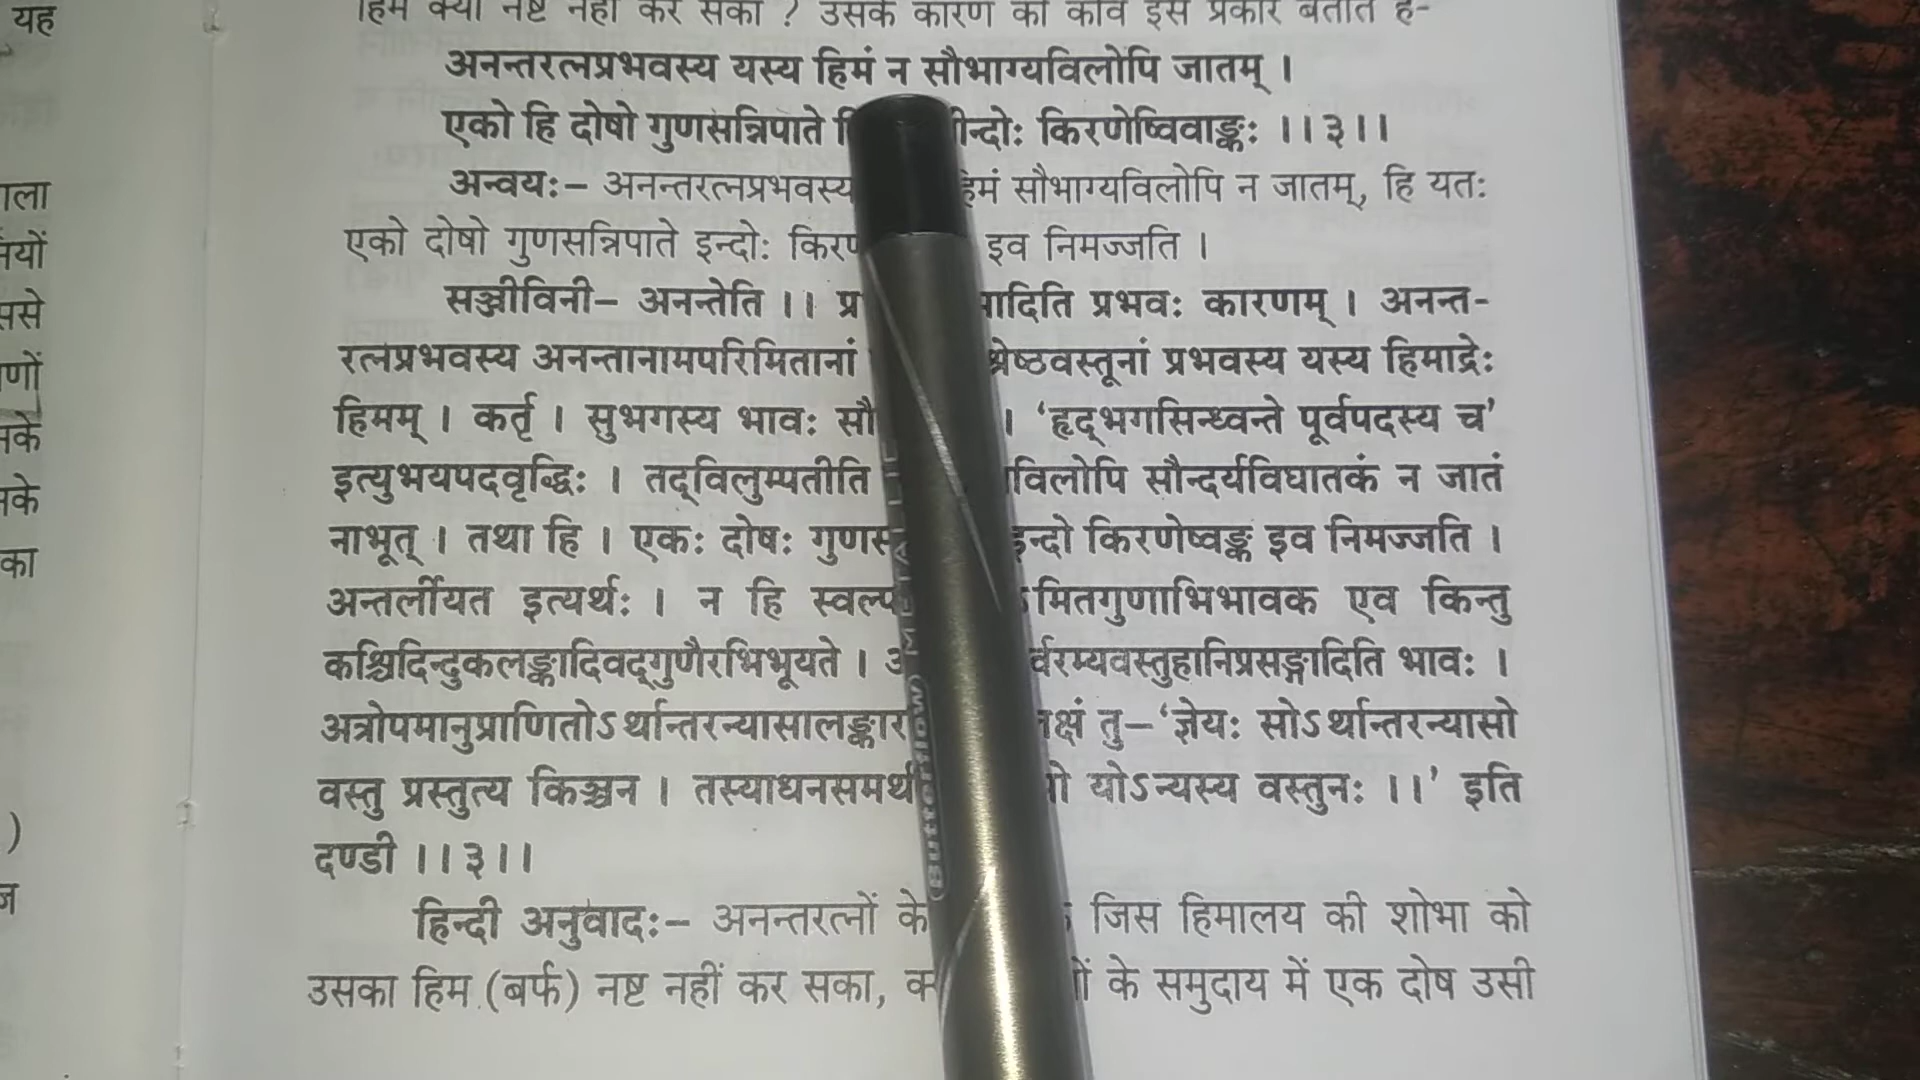 यह
हिम क्यों नष्ट नहीं कर सका ? उसके कारण को कवि इस प्रकार बताते हैं-
अनन्तरत्नप्रभवस्य यस्य हिमं न सौभाग्यविलोपि जातम् ।
एको हि दोषो गुणसन्निपाते न्दोः किरणेष्विवाङ्कः ।।३।।
अन्वयः- अनन्तरत्नप्रभवस्य हिमं सौभाग्यविलोपि न जातम्, हि यतः
एको दोषो गुणसन्निपाते इन्दोः किरण इव निमज्जति ।
सञ्जीविनी- अनन्तेति ।। प्र ादिति प्रभवः कारणम् । अनन्त-
रत्नप्रभवस्य अनन्तानामपरिमितानां श्रेष्ठवस्तूनां प्रभवस्य यस्य हिमाद्रेः
हिमम् । कर्तृ । सुभगस्य भावः सौ । 'हृद्भगसिन्ध्वन्ते पूर्वपदस्य च'
इत्युभयपदवृद्धिः । तद्विलुम्पतीति विलोपि सौन्दर्यविघातकं न जातं
नाभूत् । तथा हि । एकः दोषः गुणस इन्दो किरणेष्वङ्क इव निमज्जति ।
अन्तर्लीयत इत्यर्थः । न हि स्वल्प मितगुणाभिभावक एव किन्तु
कश्चिदिन्दुकलङ्कादिवद्गुणैरभिभूयते । र्वरम्यवस्तुहानिप्रसङ्गादिति भावः ।
अत्रोपमानुप्राणितोऽर्थान्तरन्यासालङ्कार क्षं तु-'ज्ञेयः सोऽर्थान्तरन्यासो
वस्तु प्रस्तुत्य किञ्चन । तस्याधनसमर्थ योऽन्यस्य वस्तुनः ।।' इति
दण्डी ।।३।।
हिन्दी अनुवादः- अनन्तरत्नों के जिस हिमालय की शोभा को
उसका हिम (बर्फ) नष्ट नहीं कर सका, क ों के समुदाय में एक दोष उसी
Butterflow METALLIC